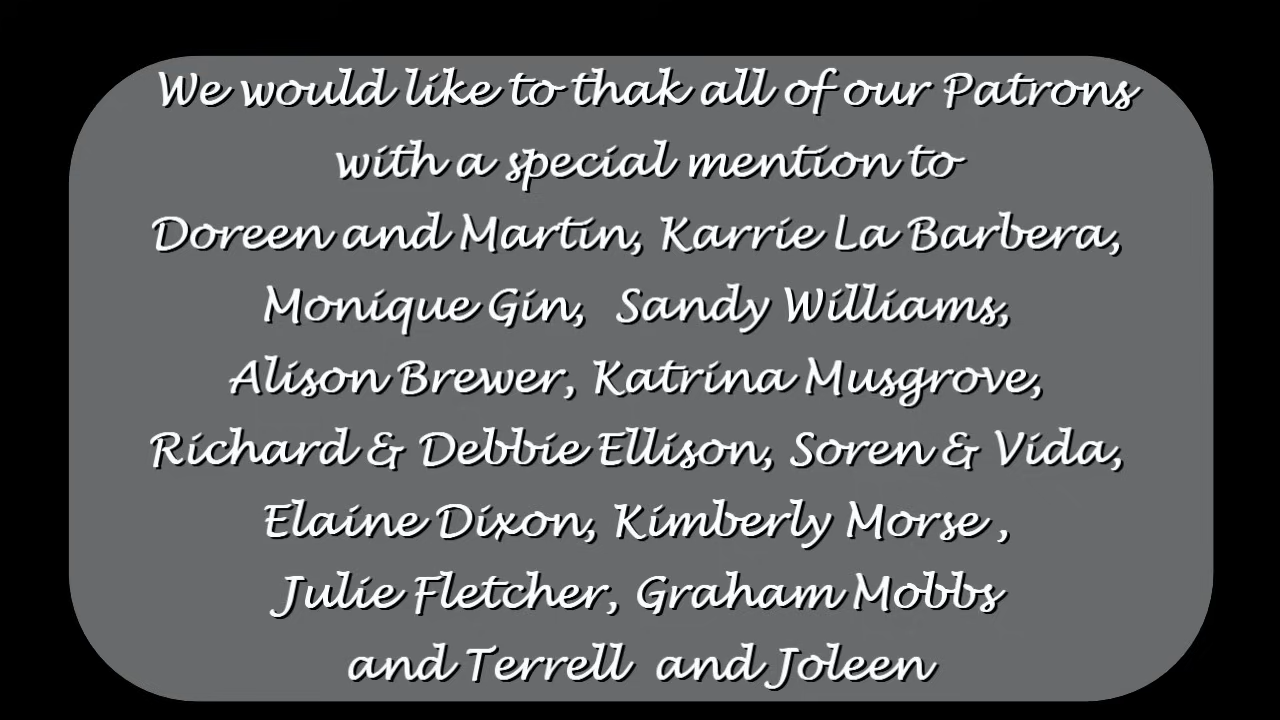 We would like to thak all of our Patrons
with a special mention to
Doreen and Martin, Karrie La Barbera,
Monique Gin,  Sandy Williams,
Alison Brewer, Katrina Musgrove,
Richard & Debbie Ellison, Soren & Vida,
Elaine Dixon, Kimberly Morse ,
Julie Fletcher, Graham Mobbs
and Terrell  and Joleen